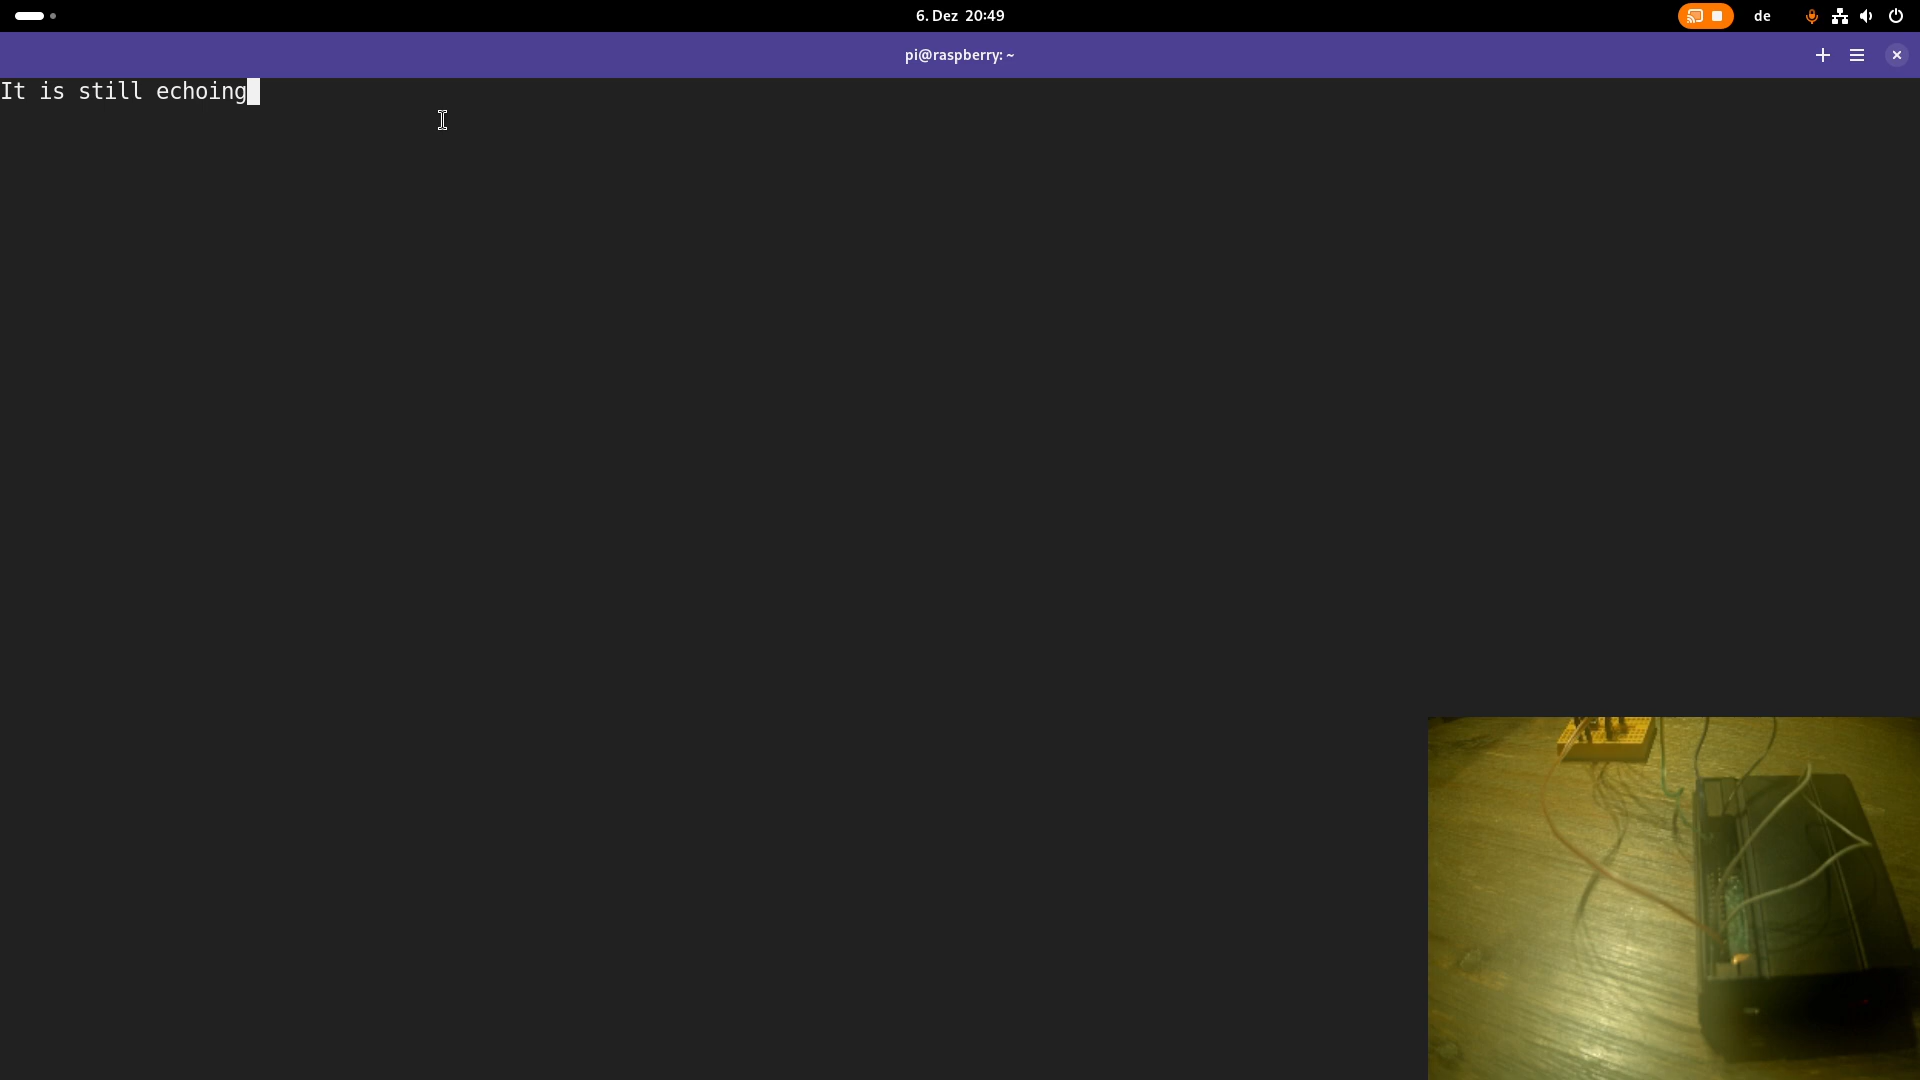 6. Dez 20:49
de
pi@raspberry: ~
It is still echoing